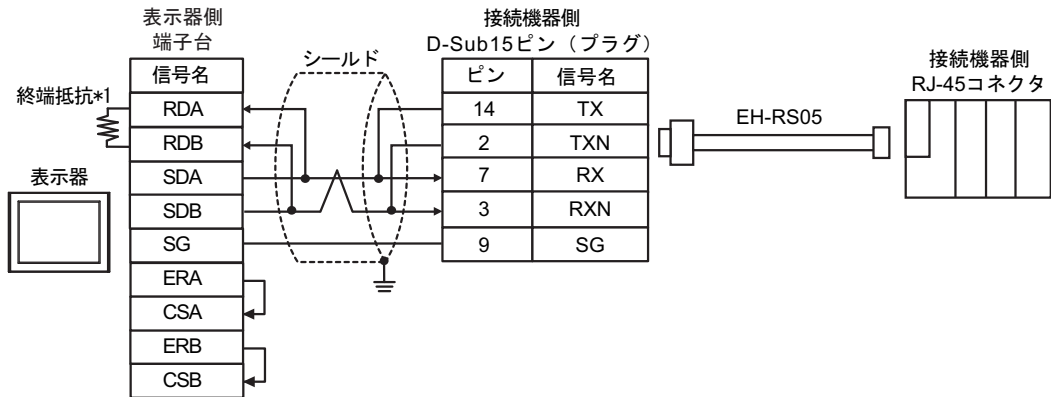 表示器側
端子台
接続機器側
D-Sub15ピン（プラグ）
接続機器側
RJ-45コネクタ
シールド
終端抵抗*1
表示器
信号名
RDA
RDB
SDA
SDB
SG
ERA
CSA
ERB
CSB
ピン 信号名
14 TX
2 TXN
7 RX
3 RXN
9 SG
EH-RS05